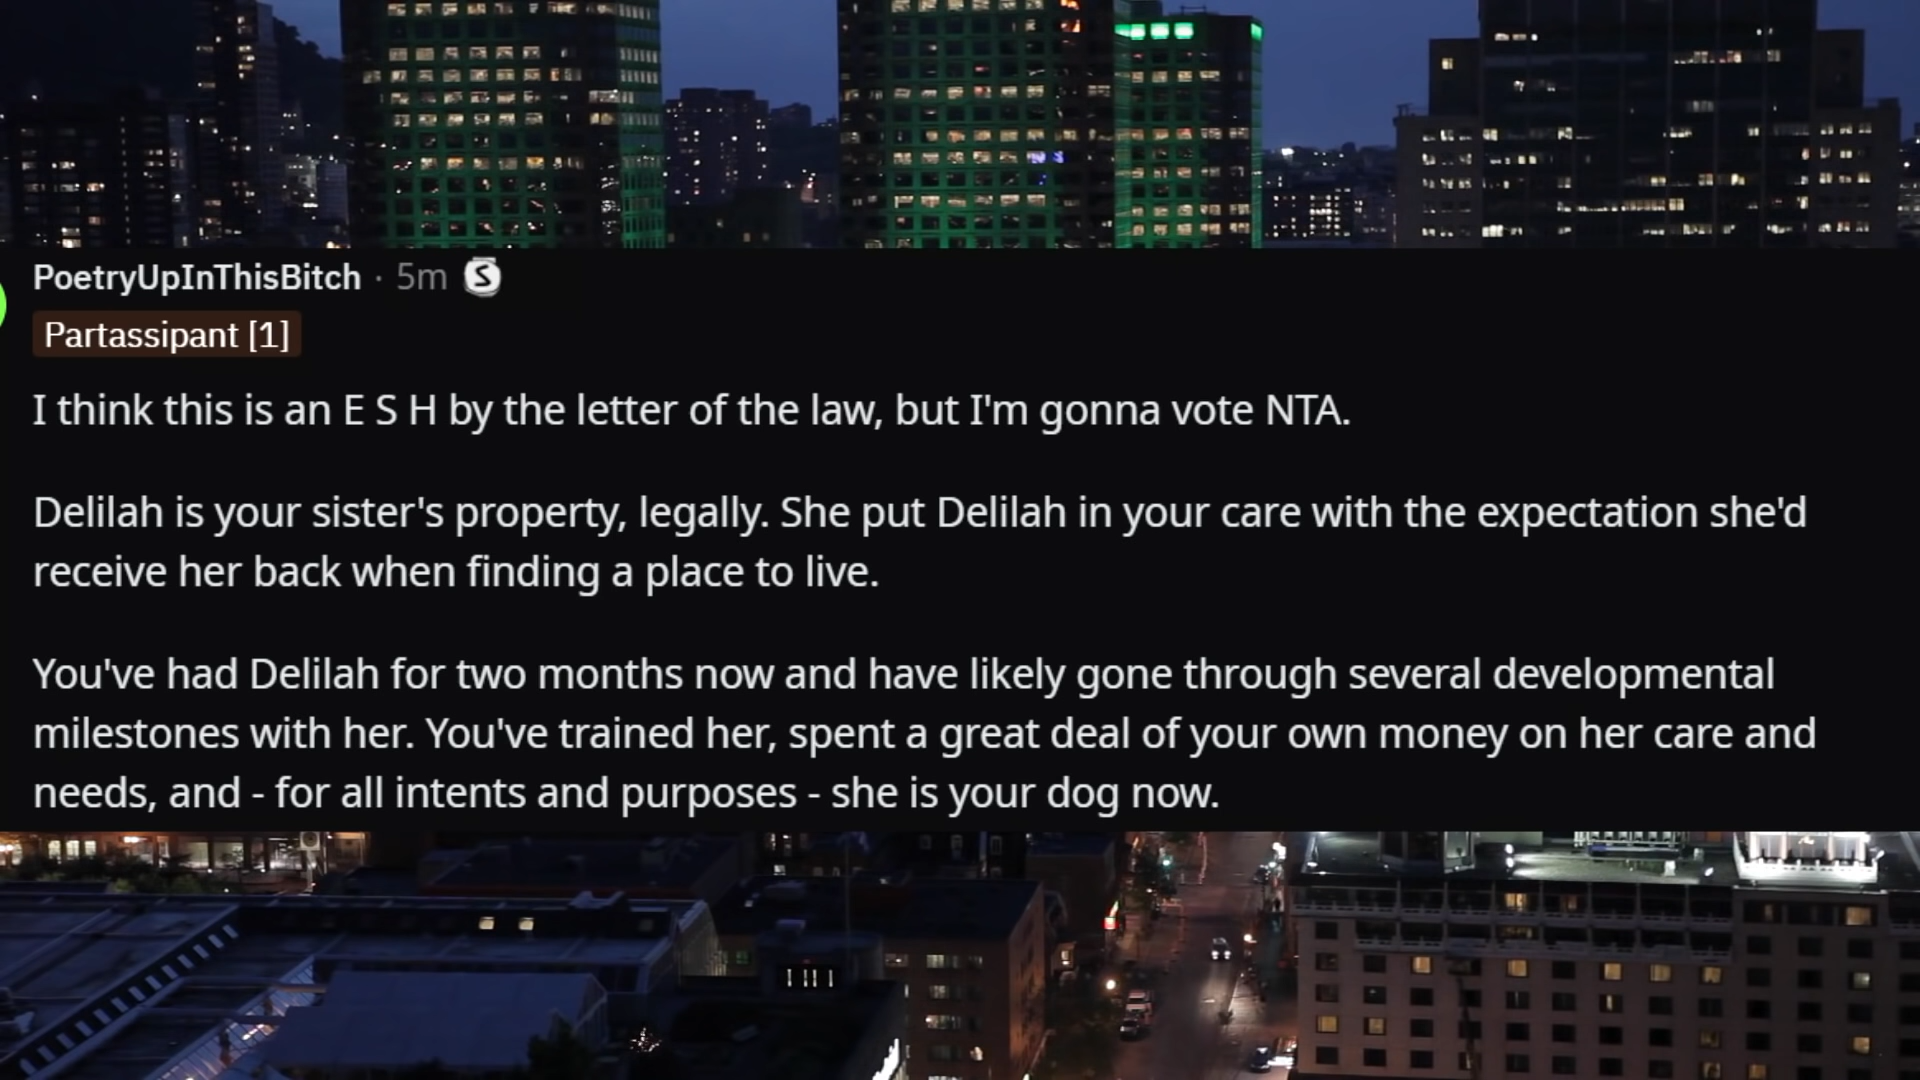 PoetryUpInThisBitch · 5m S
Partassipant [1]
I think this is an E S H by the letter of the law, but I'm gonna vote NTA.
Delilah is your sister's property, legally. She put Delilah in your care with the expectation she'd
receive her back when finding a place to live.
You've had Delilah for two months now and have likely gone through several developmental
milestones with her. You've trained her, spent a great deal of your own money on her care and
needs, and - for all intents and purposes - she is your dog now.